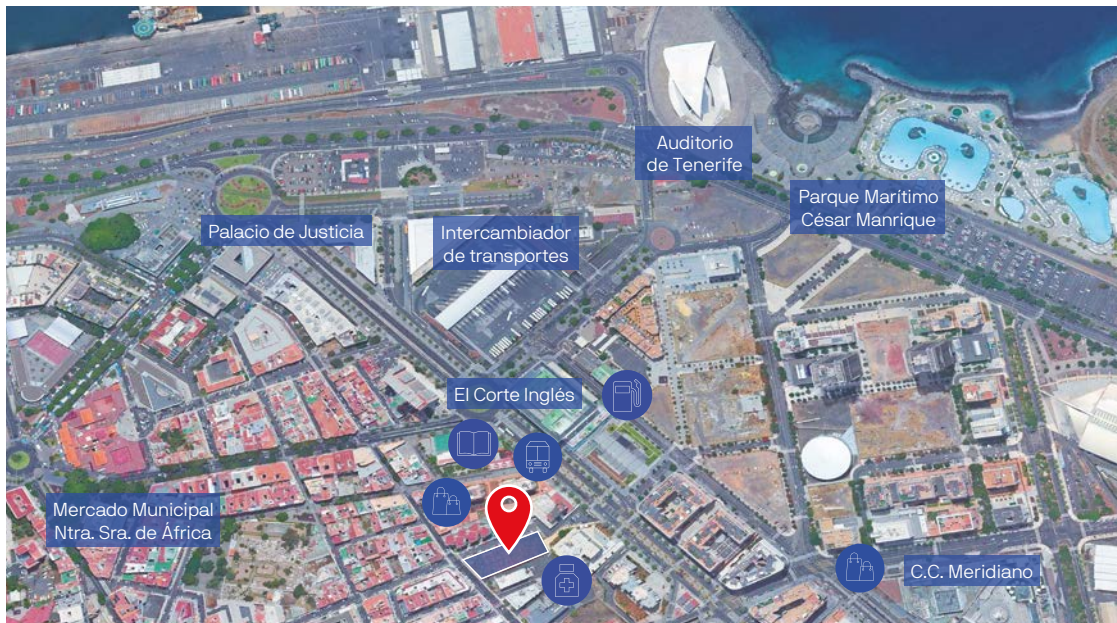 Auditorio
de Tenerife
Parque Marítimo
César Manrique
Palacio de Justicia
Intercambiador
de transportes
El Corte Inglés
Mercado Municipal
Ntra. Sra. de África
C.C. Meridiano